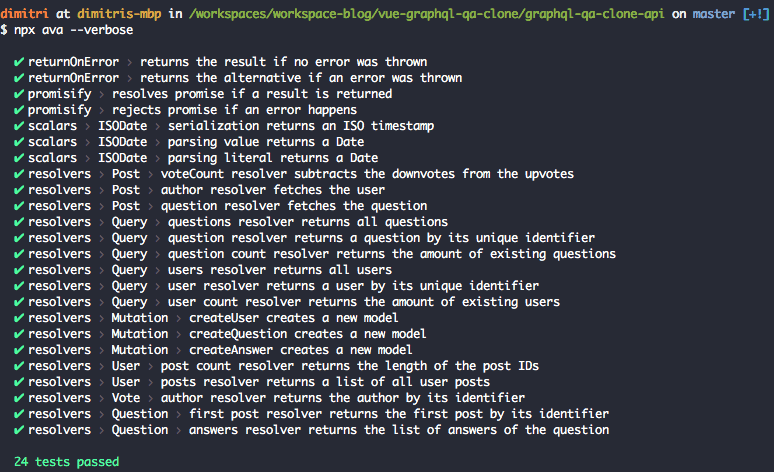 dimitri at dimitris-mbp in /workspaces/workspace-blog/vue-graphql-qa-clone/graphql-qa-clone-api on master [+!]
$ npx ava --verbose
✔ returnOnError › returns the result if no error was thrown
✔ returnOnError › returns the alternative if an error was thrown
✔ promisify › resolves promise if a result is returned
✔ promisify › rejects promise if an error happens
✔ scalars › ISODate › serialization returns an ISO timestamp
✔ scalars › ISODate › parsing value returns a Date
✔ scalars › ISODate › parsing literal returns a Date
✔ resolvers › Post › voteCount resolver subtracts the downvotes from the upvotes
✔ resolvers › Post › author resolver fetches the user
✔ resolvers › Post › question resolver fetches the question
✔ resolvers › Query › questions resolver returns all questions
✔ resolvers › Query › question resolver returns a question by its unique identifier
✔ resolvers › Query › question count resolver returns the amount of existing questions
✔ resolvers › Query › users resolver returns all users
✔ resolvers › Query › user resolver returns a user by its unique identifier
✔ resolvers › Query › user count resolver returns the amount of existing users
✔ resolvers › Mutation › createUser creates a new model
✔ resolvers › Mutation › createQuestion creates a new model
✔ resolvers › Mutation › createAnswer creates a new model
✔ resolvers › User › post count resolver returns the length of the post IDs
✔ resolvers › User › posts resolver returns a list of all user posts
✔ resolvers › Vote › author resolver returns the author by its identifier
✔ resolvers › Question › first post resolver returns the first post by its identifier
✔ resolvers › Question › answers resolver returns the list of answers of the question
24 tests passed